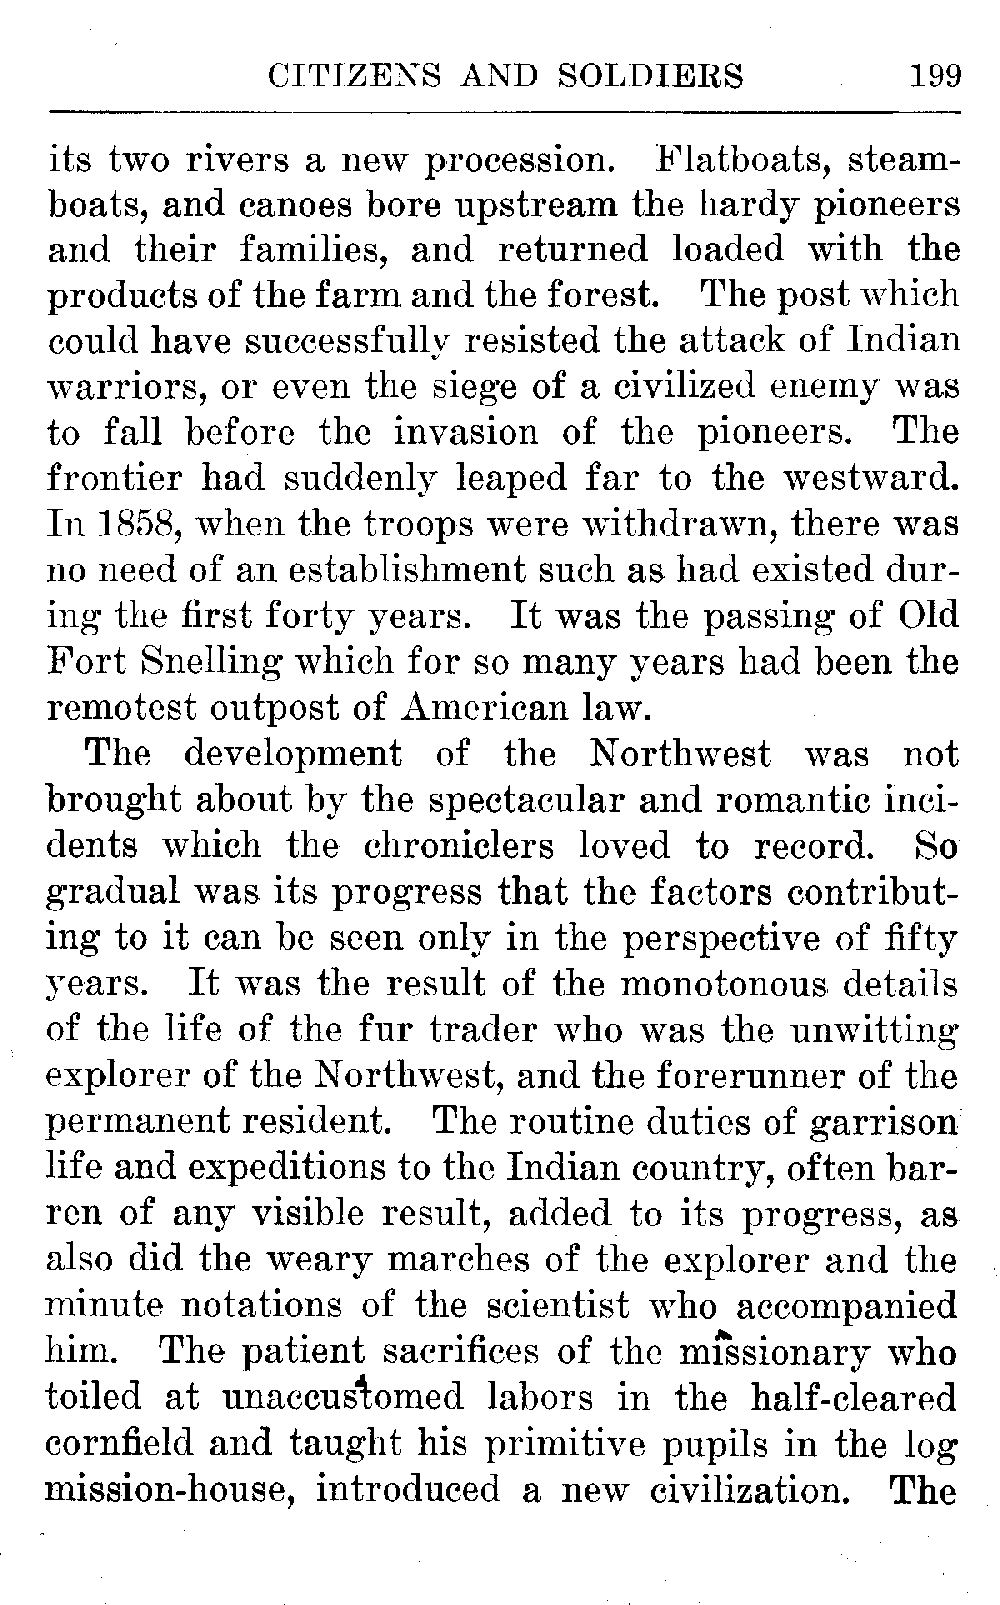 CITIZENS AND SOLDIERS 199
its two rivers a new procession. Flatboats, steam-
boats, and canoes bore upstream the hardy pioneers
and their families, and returned loaded with the
products of the farm and the forest. The post which
could have successfully resisted the attack of Indian
warriors, or even the siege of a civilized enemy was
to fall before the invasion of the pioneers. The
frontier had suddenly leaped far to the westward.
In 1858, when the troops were withdrawn, there was
no need of an establishment such as had existed dur-
ing the first forty years. It was the passing of Old
Fort Snelling which for so many years had been the
remotest outpost of American law.
The development of the Northwest was not
brought about by the spectacular and romantic inci-
dents which the chroniclers loved to record. So
gradual was its progress that the factors contribut-
ing to it can be seen only in the perspective of fifty
years. It was the result of the monotonous details
of the life of the fur trader who was the unwitting
explorer of the Northwest, and the forerunner of the
permanent resident. The routine duties of garrison
life and expeditions to the Indian country, often bar-
ren of any visible result, added to its progress, as
also did the weary marches of the explorer and the
minute notations of the scientist who accompanied
him. The patient sacrifices of the missionary who
toiled at unaccustomed labors in the half-cleared
cornfield and taught his primitive pupils in the log
mission-house, introduced a new civilization. The